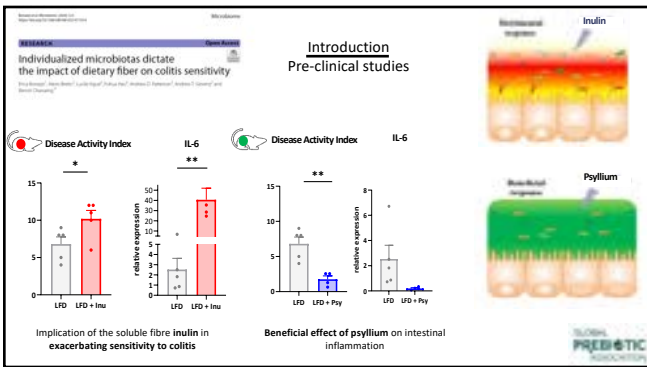 Microbiome
RESEARCH
Open Access
Individualized microbiotas dictate
the impact of dietary fiber on colitis sensitivity
Introduction
Pre-clinical studies
Inulin
Psyllium
Disease Activity Index
IL-6
Disease Activity Index
IL-6
*
**
**
15
10
5
0
LFD
LFD + Inu
relative expression
50
40
30
20
10
5
4
3
2
1
0
LFD
LFD + Inu
15
10
5
0
LFD
LFD + Psy
relative expression
8
6
4
2
0
LFD
LFD + Psy
Implication of the soluble fibre inulin in
exacerbating sensitivity to colitis
Beneficial effect of psyllium on intestinal
inflammation
GLOBAL
PREBIOTIC
ASSOCIATION